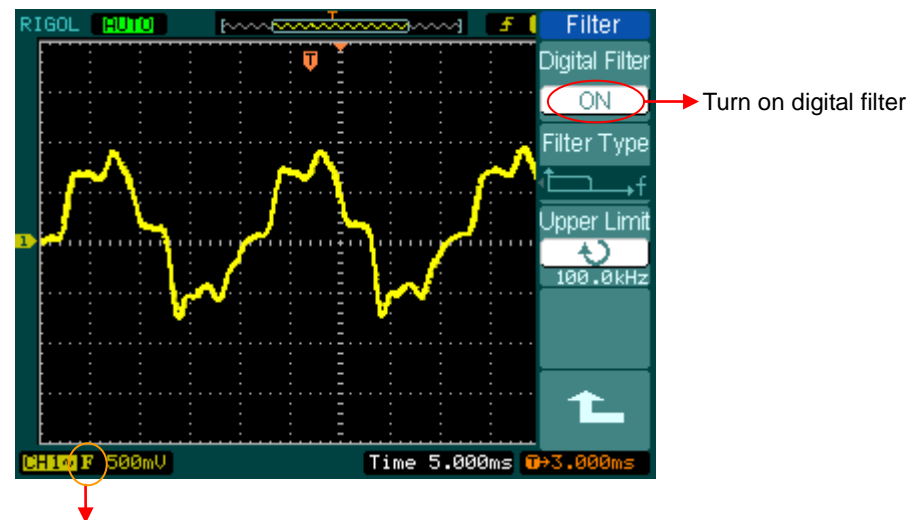 RIGOL AUTO T Filter
Digital Filter
T
ON
Turn on digital filter
Filter Type
f
Upper Limit
1
100.0kHz
CH1 F 500mV Time 5.000ms T→3.000ms